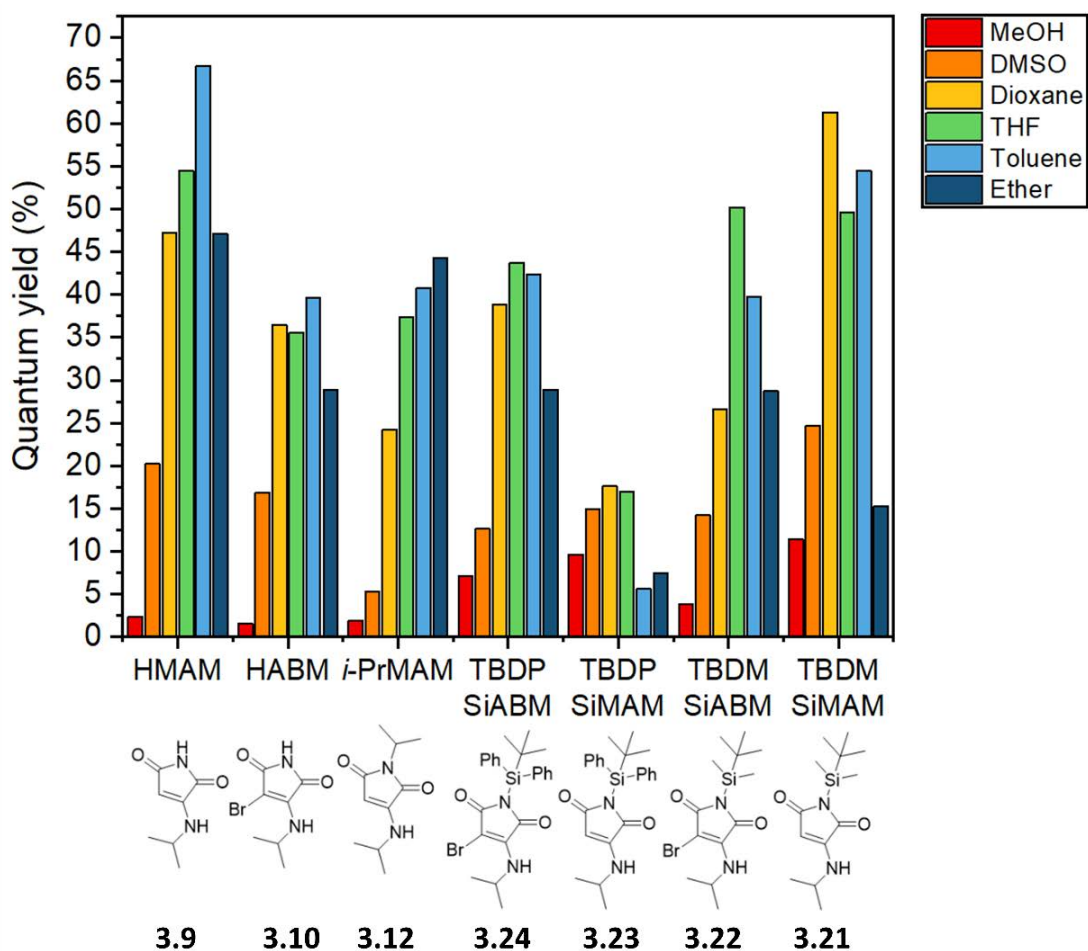 Quantum yield (%)
70
65
60
55
50
45
40
35
30
25
20
15
10
5
0
MeOH
DMSO
Dioxane
THF
Toluene
Ether
HMAM HABM i-PrMAM TBDP TBDP TBDM TBDM
SiABM SiMAM SiABM SiMAM
H
N
O
O
NH
H
N
O
O
Br
NH
O
N
O
NH
Ph
Si
Ph
O
N
O
Br
NH
Ph
Si
Ph
O
N
O
NH
Si
O
N
O
Br
NH
Si
O
N
O
NH
3.9 3.10 3.12 3.24 3.23 3.22 3.21